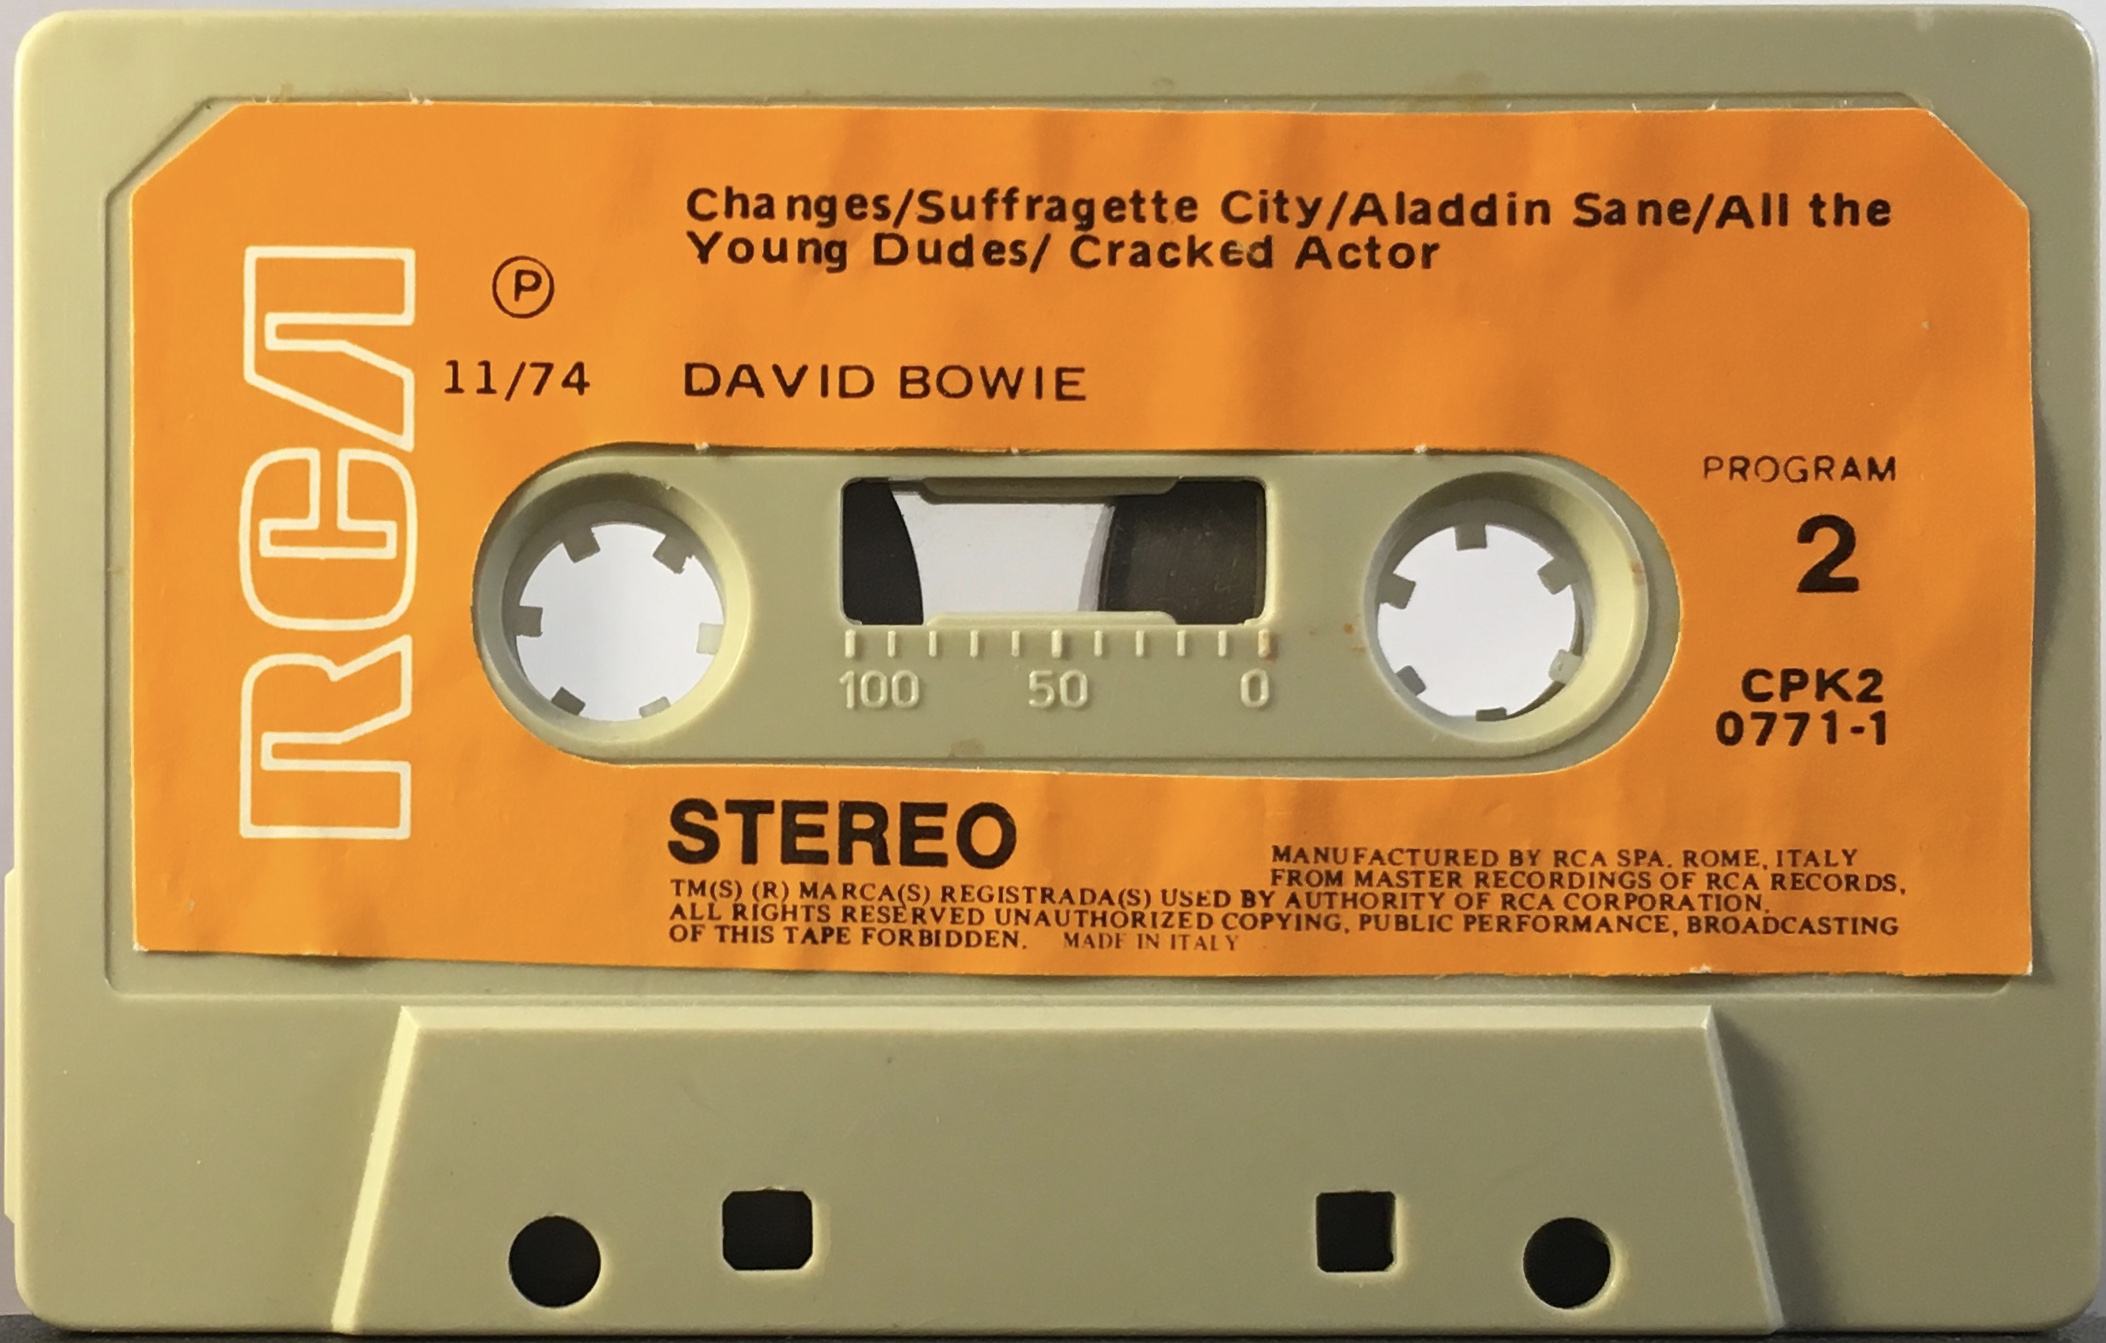 Changes/Suffragette City/Aladdin Sane/All the
Young Dudes/ Cracked Actor
RCA
Ⓟ
11/74
DAVID BOWIE
PROGRAM
2
100 50 0
CPK2
0771-1
STEREO
MANUFACTURED BY RCA SPA. ROME, ITALY
FROM MASTER RECORDINGS OF RCA RECORDS,
TM(S) (R) MARCA(S) REGISTRADA(S) USED BY AUTHORITY OF RCA CORPORATION.
ALL RIGHTS RESERVED UNAUTHORIZED COPYING, PUBLIC PERFORMANCE, BROADCASTING
OF THIS TAPE FORBIDDEN. MADE IN ITALY